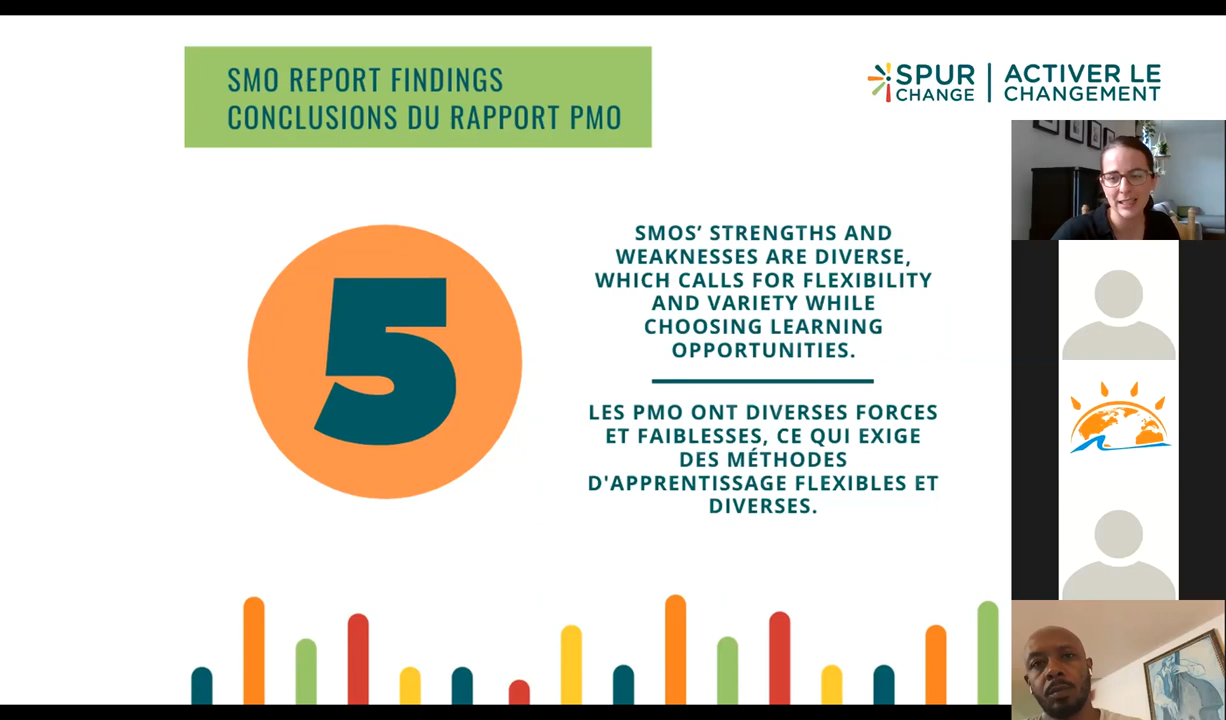 SMO REPORT FINDINGS
CONCLUSIONS DU RAPPORT PMO
SPUR CHANGE | ACTIVER LE CHANGEMENT
5
SMOS’ STRENGTHS AND
WEAKNESSES ARE DIVERSE,
WHICH CALLS FOR FLEXIBILITY
AND VARIETY WHILE
CHOOSING LEARNING
OPPORTUNITIES.
LES PMO ONT DIVERSES FORCES
ET FAIBLESSES, CE QUI EXIGE
DES MÉTHODES
D'APPRENTISSAGE FLEXIBLES ET
DIVERSES.